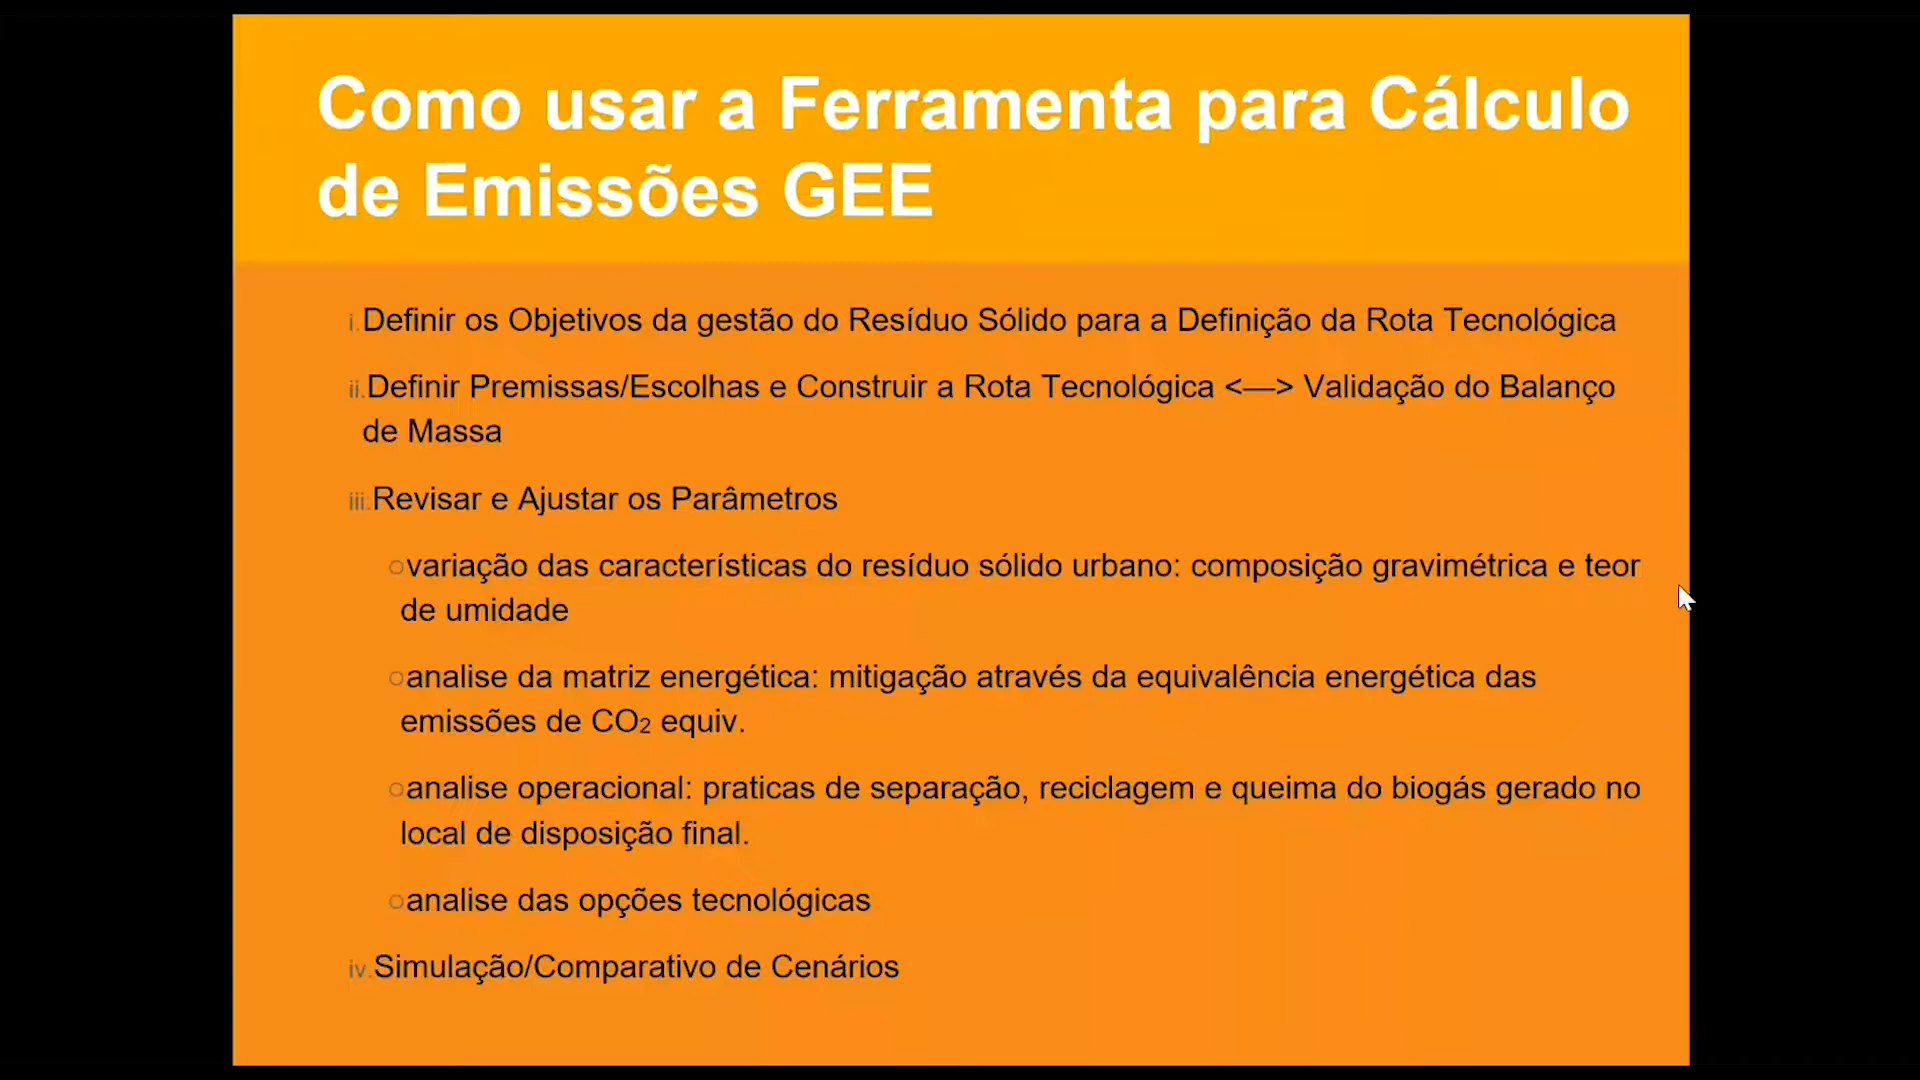 Como usar a Ferramenta para Cálculo
de Emissões GEE
i.Definir os Objetivos da gestão do Resíduo Sólido para a Definição da Rota Tecnológica
ii.Definir Premissas/Escolhas e Construir a Rota Tecnológica <—> Validação do Balanço
de Massa
iii.Revisar e Ajustar os Parâmetros
○variação das características do resíduo sólido urbano: composição gravimétrica e teor
de umidade
○analise da matriz energética: mitigação através da equivalência energética das
emissões de CO₂ equiv.
○analise operacional: praticas de separação, reciclagem e queima do biogás gerado no
local de disposição final.
○analise das opções tecnológicas
iv.Simulação/Comparativo de Cenários